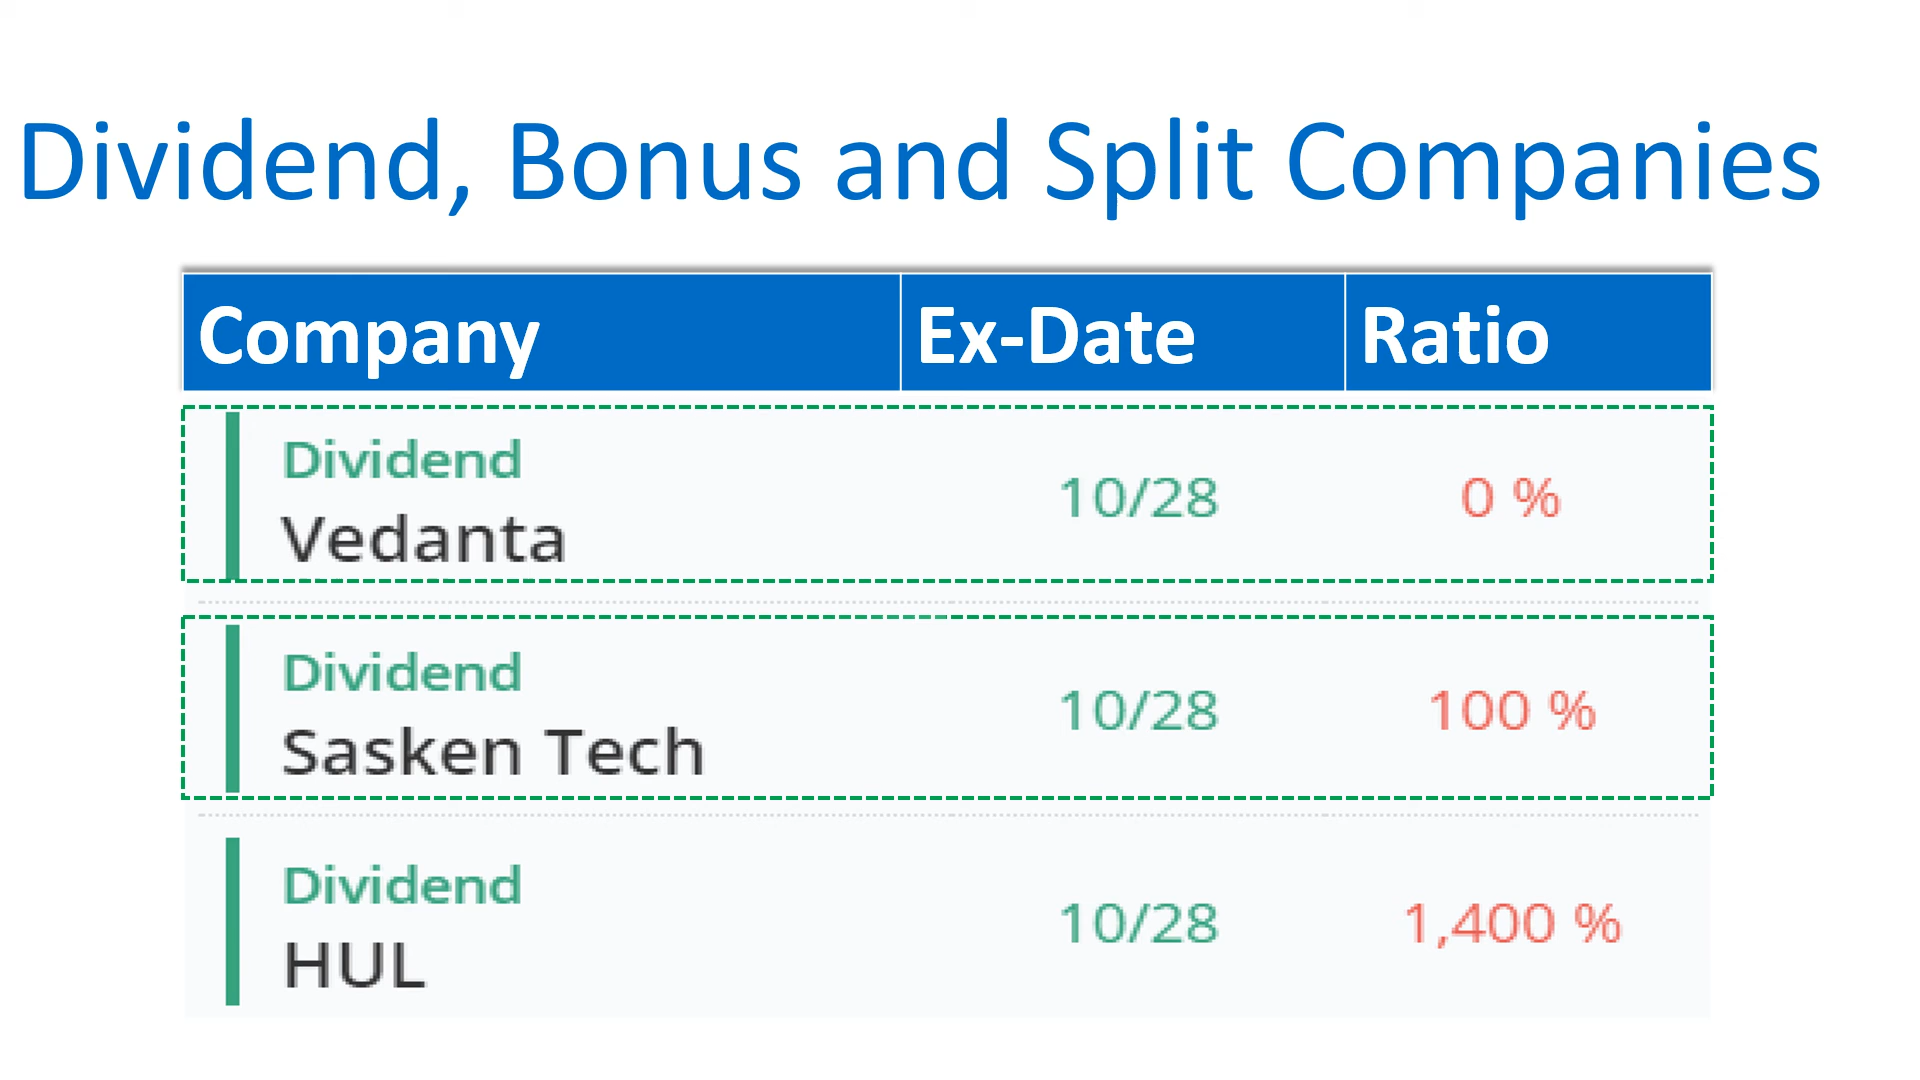 Dividend, Bonus and Split Companies
Company Ex-Date Ratio
Dividend
Vedanta 10/28 0 %
Dividend
Sasken Tech 10/28 100 %
Dividend
HUL 10/28 1,400 %